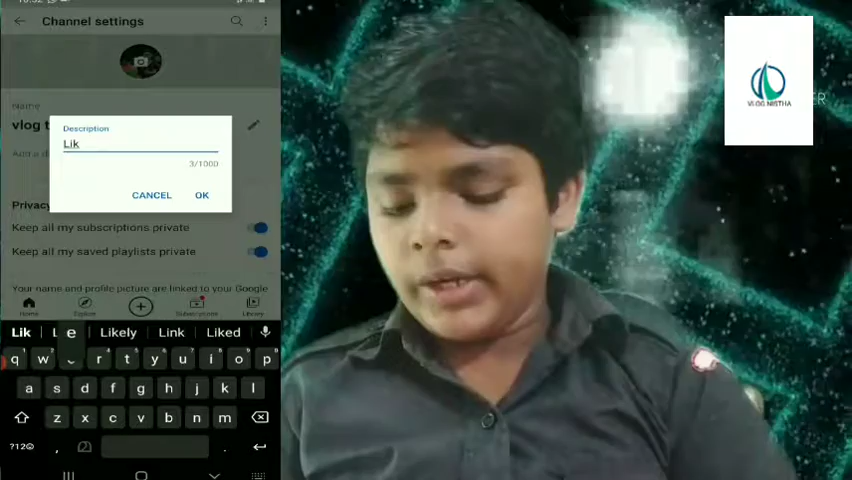 Channel settings
Name
vlog t
Description
Lik
3/1000
CANCEL
OK
Privacy
Keep all my subscriptions private
Keep all my saved playlists private
Your name and profile picture are linked to your Google
Home
Explore
Subscriptions
Library
Lik
e
Likely
Link
Liked
q w r t y u i o p
a s d f g h j k l
z x c v b n m
?12
,
.
VLOG NISTHA
ER